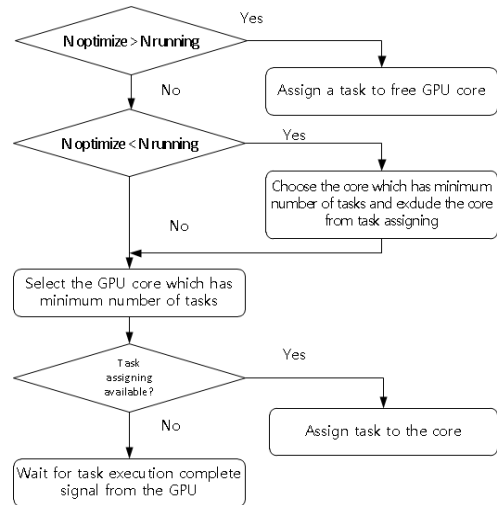 Yes
N optimize > N running
Assign a task to free GPU core
No
Yes
N optimize < N running
Choose the core which has minimum
number of tasks and exdude the core
from task assigning
No
Select the GPU core which has
minimum number of tasks
Task
assigning
available?
Yes
No
Assign task to the core
Wait for task execution complete
signal from the GPU